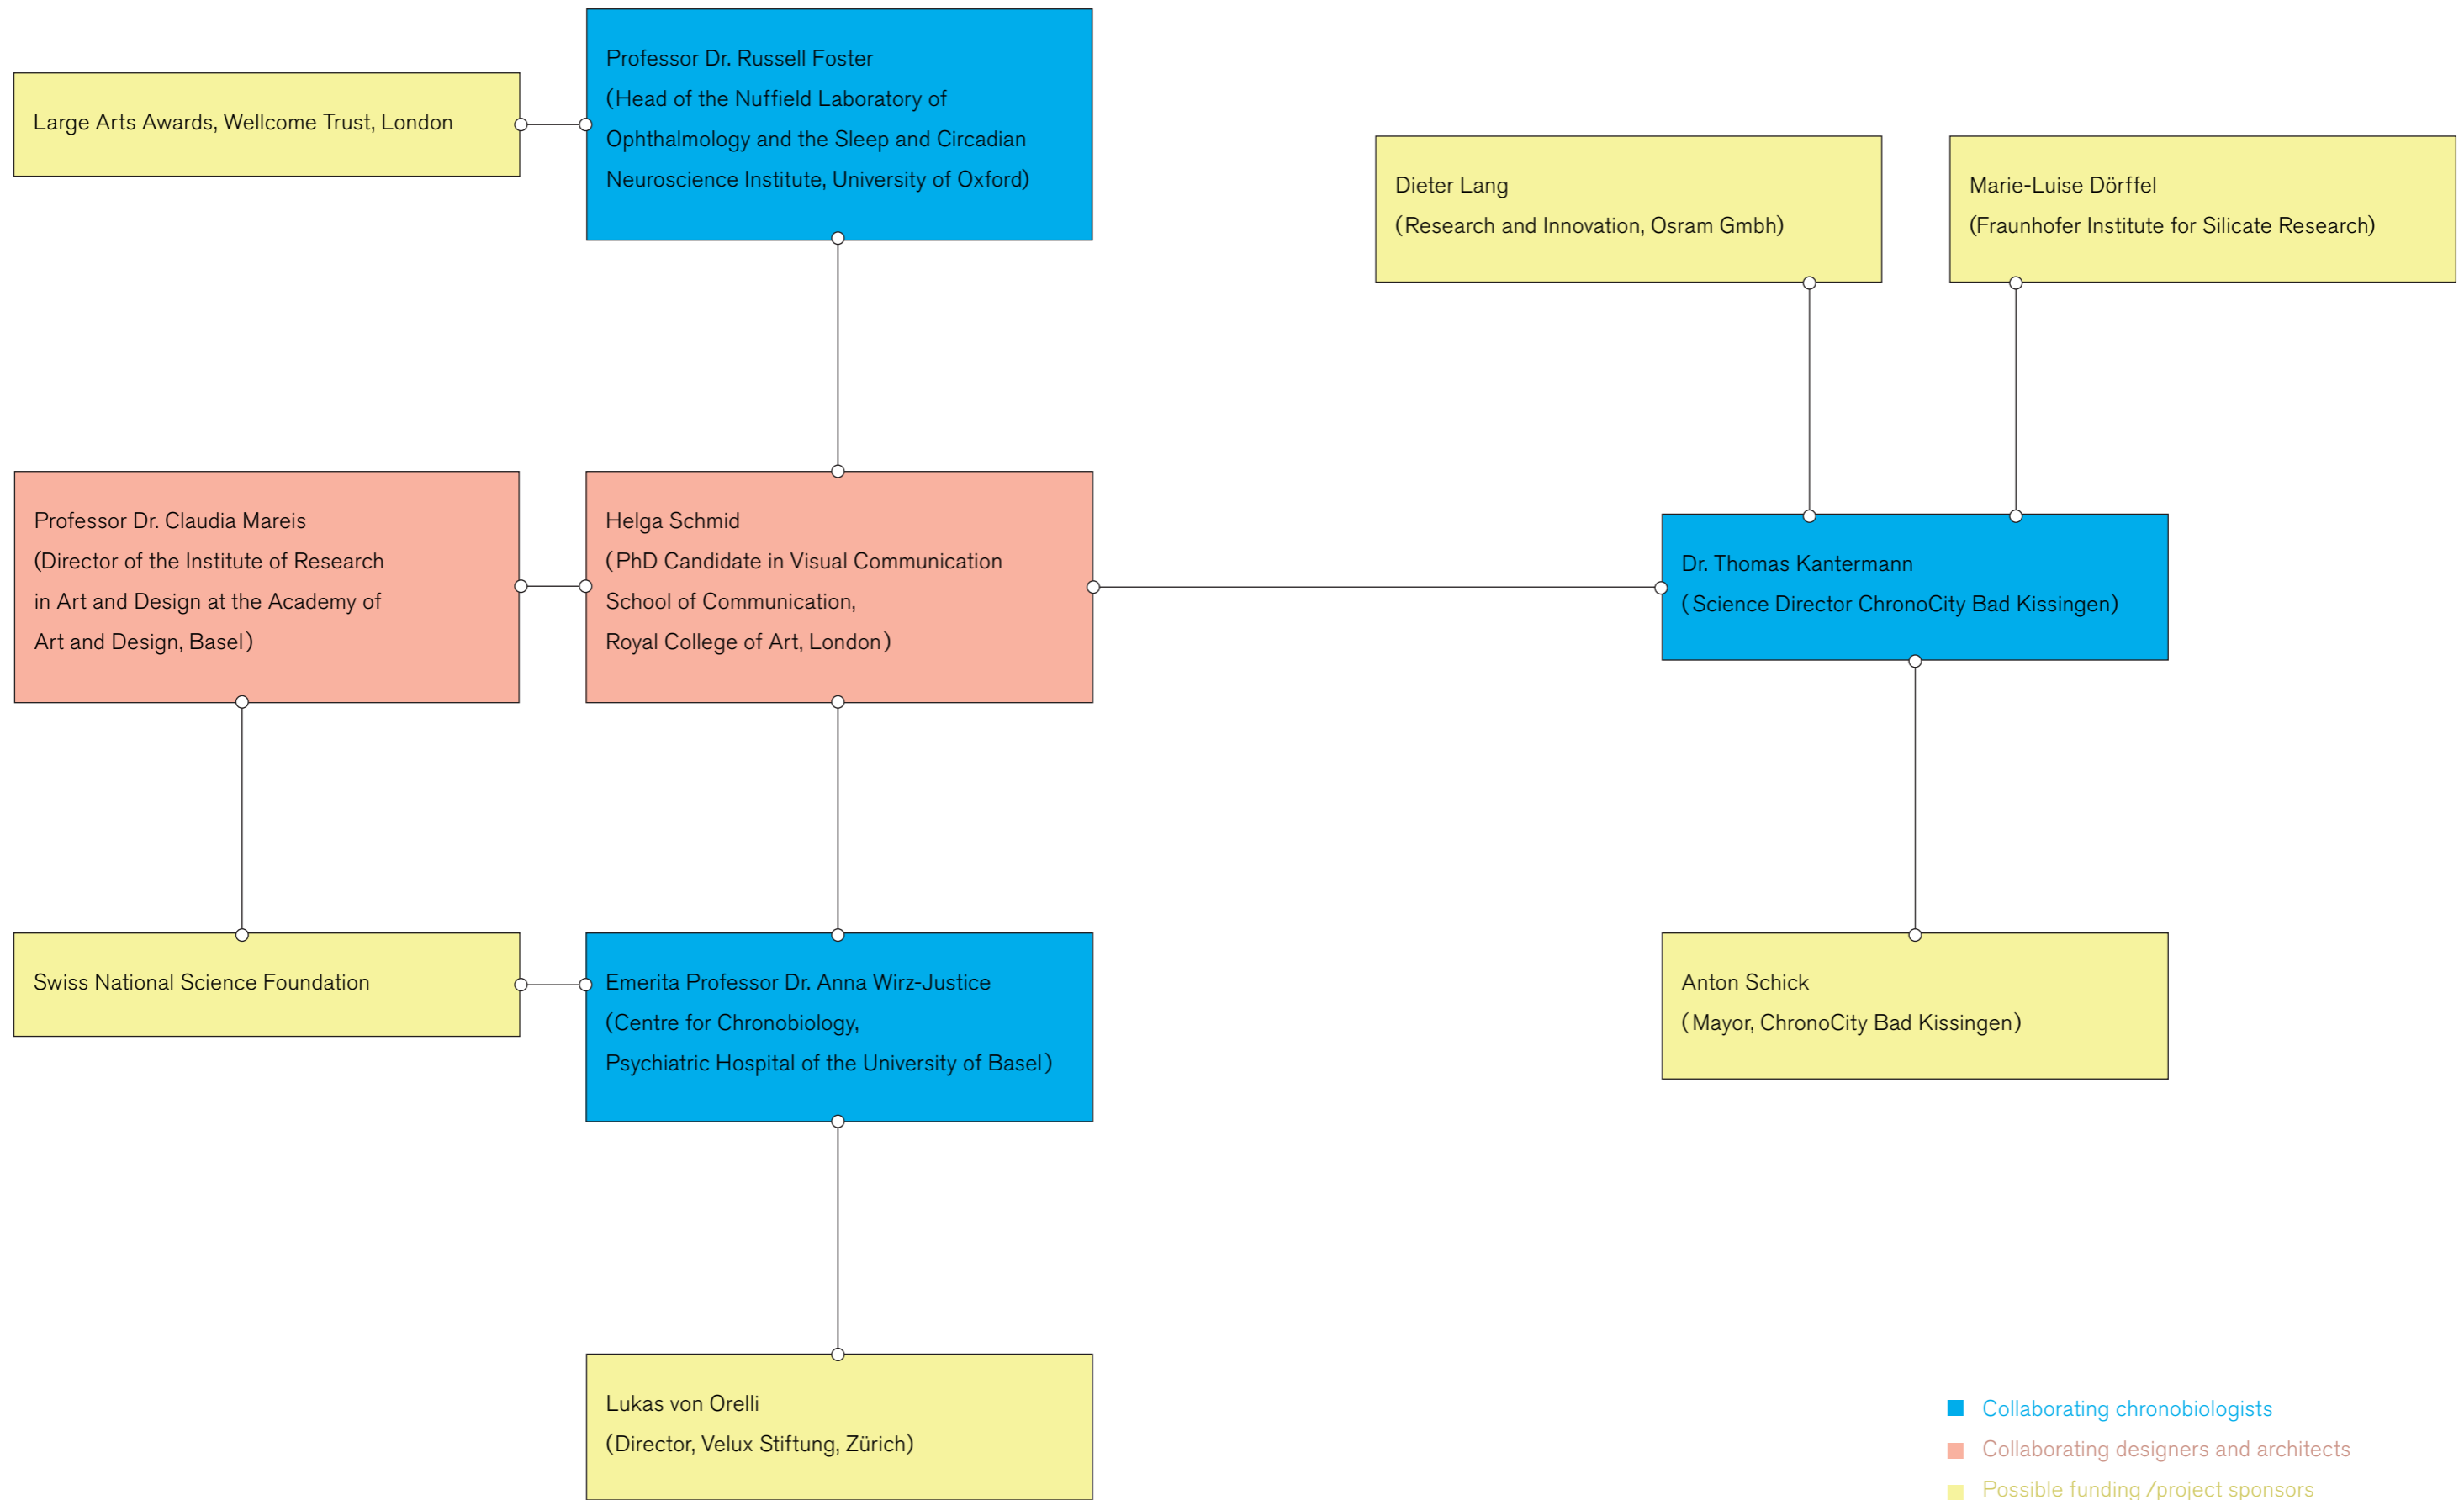 Professor Dr. Russell Foster
(Head of the Nuffield Laboratory of
Ophthalmology and the Sleep and Circadian
Neuroscience Institute, University of Oxford)
Large Arts Awards, Wellcome Trust, London
Dieter Lang
(Research and Innovation, Osram Gmbh)
Marie-Luise Dörffel
(Fraunhofer Institute for Silicate Research)
Professor Dr. Claudia Mareis
(Director of the Institute of Research
in Art and Design at the Academy of
Art and Design, Basel)
Helga Schmid
(PhD Candidate in Visual Communication
School of Communication,
Royal College of Art, London)
Dr. Thomas Kantermann
(Science Director ChronoCity Bad Kissingen)
Swiss National Science Foundation
Emerita Professor Dr. Anna Wirz-Justice
(Centre for Chronobiology,
Psychiatric Hospital of the University of Basel)
Anton Schick
(Mayor, ChronoCity Bad Kissingen)
Lukas von Orelli
(Director, Velux Stiftung, Zürich)
Collaborating chronobiologists
Collaborating designers and architects
Possible funding /project sponsors